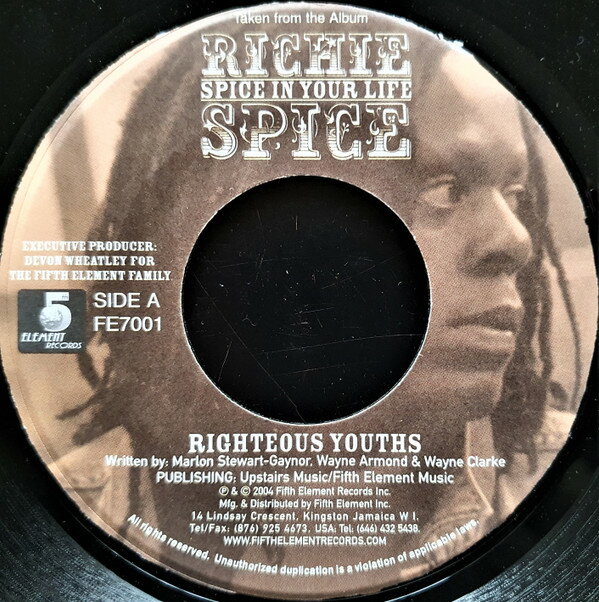 Taken from the Album
RICHIE
SPICE IN YOUR LIFE
SPICE
EXECUTIVE PRODUCER:
DEVON WHEATLEY FOR
THE FIFTH ELEMENT FAMILY
5
ELEMENT
RECORDS
SIDE A
FE7001
RIGHTEOUS YOUTHS
Written by: Marlon Stewart-Gaynor, Wayne Armond & Wayne Clarke
PUBLISHING: Upstairs Music/Fifth Element Music
℗ & © 2004 Fifth Element Records Inc.
Mfg. & Distributed by Fifth Element Inc.
14 Lindsay Crescent, Kingston Jamaica W I.
Tel/Fax: (876) 925 4673, USA: Tel: (646) 432 5438.
WWW.FIFTHELEMENTRECORDS.COM
All rights reserved. Unauthorized duplication is a violation of applicable laws.